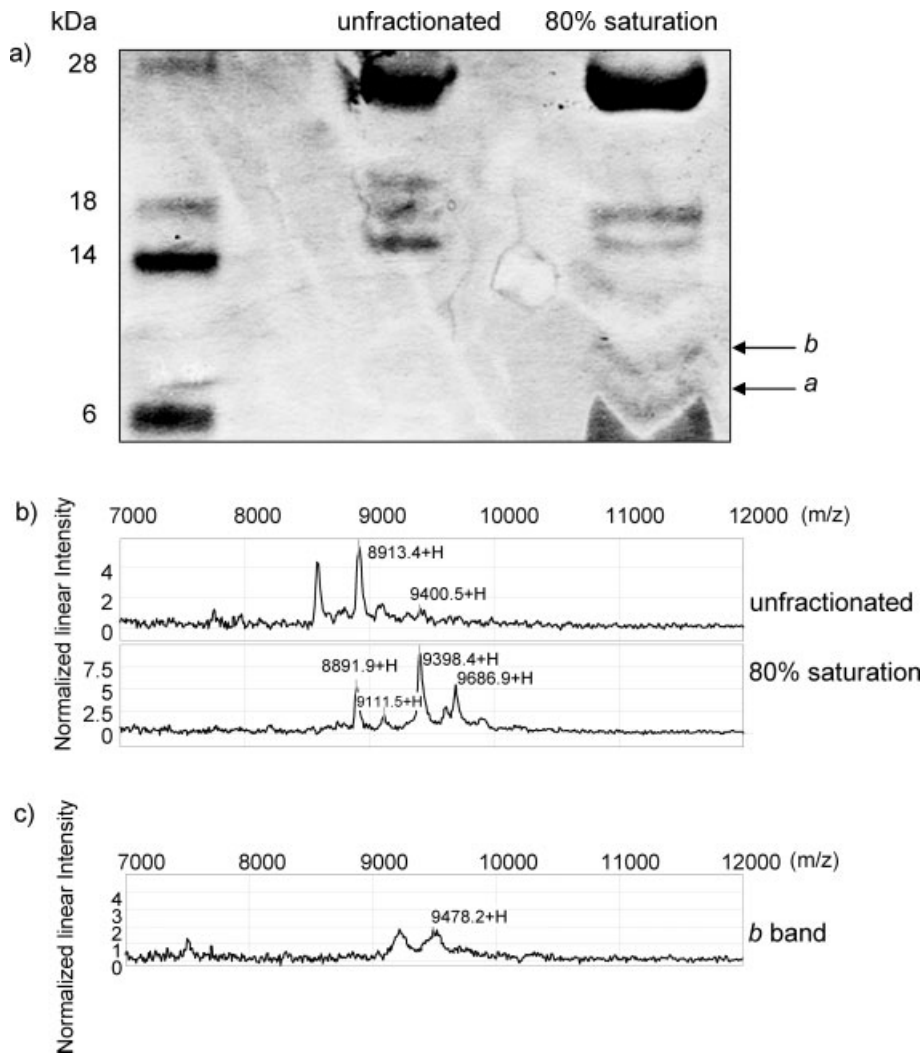 kDa unfractionated 80% saturation
a)
28
18
14
b
a
6
b)
7000 8000 9000 10000 11000 12000 (m/z)
Normalized linear Intensity
4
2
0
8913.4+H
9400.5+H
unfractionated
7.5
5
2.5
0
8891.9+H
9111.5+H
9398.4+H
9686.9+H
80% saturation
c)
7000 8000 9000 10000 11000 12000 (m/z)
Normalized linear Intensity
4
3
2
1
0
9478.2+H
b band